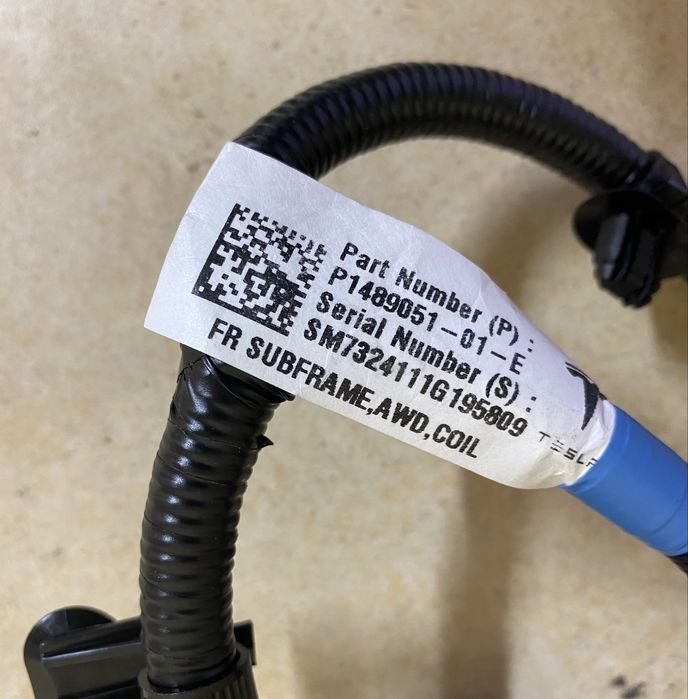 Part Number (P) :
P1489051-01-E
Serial Number (S) :
SM7324111G195809
FR SUBFRAME,AWD,COIL
TESLA